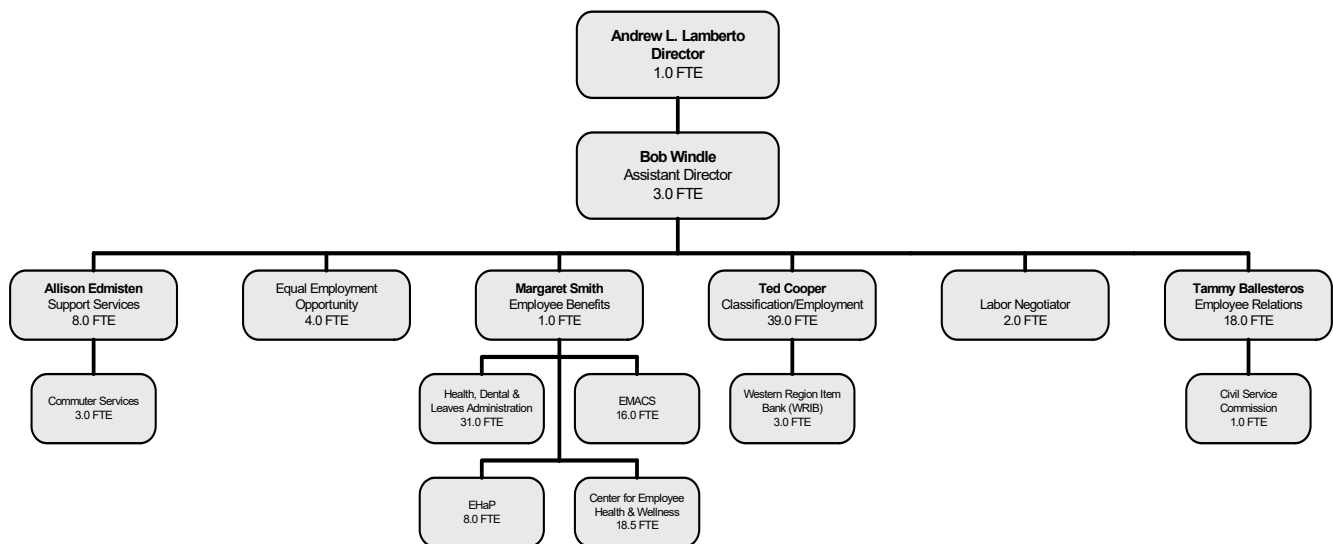 Andrew L. Lamberto
Director
1.0 FTE
Bob Windle
Assistant Director
3.0 FTE
Allison Edmisten
Support Services
8.0 FTE
Equal Employment
Opportunity
4.0 FTE
Margaret Smith
Employee Benefits
1.0 FTE
Ted Cooper
Classification/Employment
39.0 FTE
Labor Negotiator
2.0 FTE
Tammy Ballesteros
Employee Relations
18.0 FTE
Commuter Services
3.0 FTE
Health, Dental &
Leaves Administration
31.0 FTE
EMACS
16.0 FTE
Western Region Item
Bank (WRIB)
3.0 FTE
Civil Service
Commission
1.0 FTE
EHaP
8.0 FTE
Center for Employee
Health & Wellness
18.5 FTE